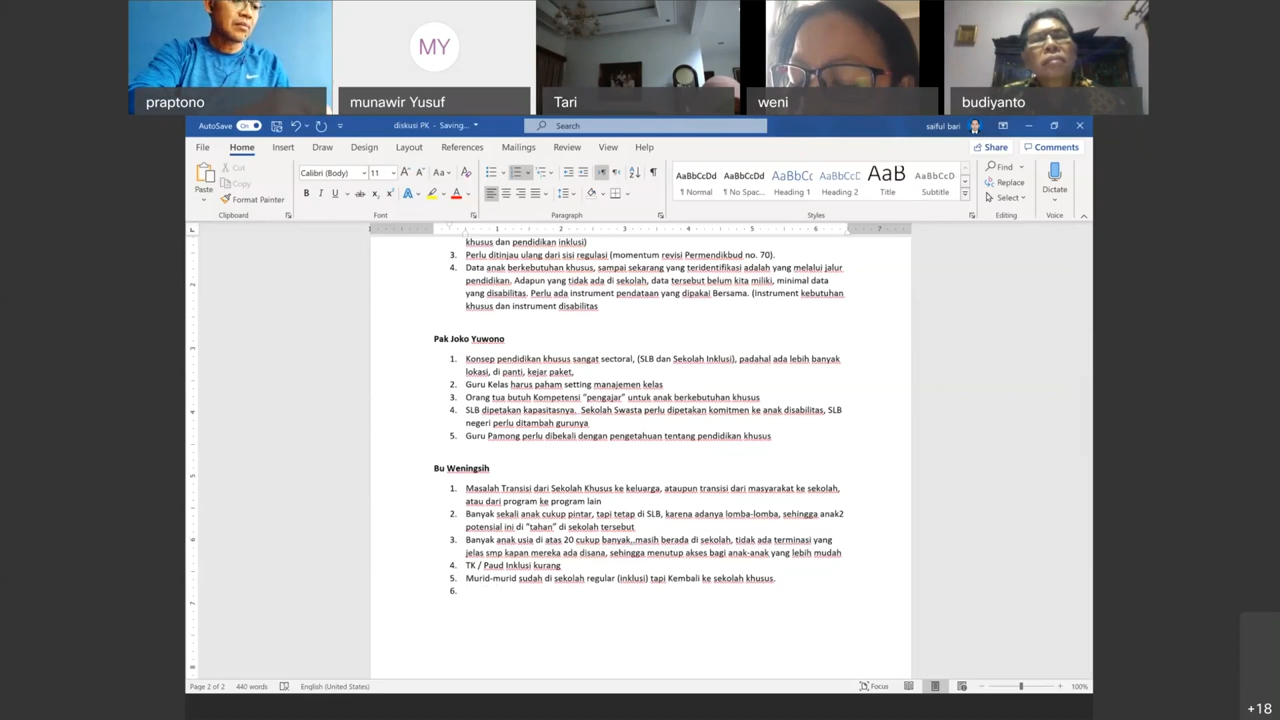 praptono
MY
munawir Yusuf
Tari
weni
budiyanto
AutoSave On
diskusi PK - Saving...
Search
saiful bari
File Home Insert Draw Design Layout References Mailings Review View Help
Share Comments
Paste
Cut
Copy
Format Painter
Clipboard
Calibri (Body) 11
Font
Paragraph
AaBbCcDd AaBbCcDd AaBbCc AaBbCcD AaB AaBbCcD
¶ Normal ¶ No Spac... Heading 1 Heading 2 Title Subtitle
Styles
Find
Replace
Select
Editing
Dictate
Voice
khusus dan pendidikan inklusi)
3. Perlu ditinjau ulang dari sisi regulasi (momentum revisi Permendikbud no. 70).
4. Data anak berkebutuhan khusus, sampai sekarang yang teridentifikasi adalah yang melalui jalur
pendidikan. Adapun yang tidak ada di sekolah, data tersebut belum kita miliki, minimal data
yang disabilitas. Perlu ada instrument pendataan yang dipakai Bersama. (Instrument kebutuhan
khusus dan instrument disabilitas
Pak Joko Yuwono
1. Konsep pendidikan khusus sangat sectoral, (SLB dan Sekolah Inklusi), padahal ada lebih banyak
lokasi, di panti, kejar paket,
2. Guru Kelas harus paham setting manajemen kelas
3. Orang tua butuh Kompetensi “pengajar” untuk anak berkebutuhan khusus
4. SLB dipetakan kapasitasnya. Sekolah Swasta perlu dipetakan komitmen ke anak disabilitas, SLB
negeri perlu ditambah gurunya
5. Guru Pamong perlu dibekali dengan pengetahuan tentang pendidikan khusus
Bu Weningsih
1. Masalah Transisi dari Sekolah Khusus ke keluarga, ataupun transisi dari masyarakat ke sekolah,
atau dari program ke program lain
2. Banyak sekali anak cukup pintar, tapi tetap di SLB, karena adanya lomba-lomba, sehingga anak2
potensial ini di “tahan” di sekolah tersebut
3. Banyak anak usia di atas 20 cukup banyak,..masih berada di sekolah, tidak ada terminasi yang
jelas smp kapan mereka ada disana, sehingga menutup akses bagi anak-anak yang lebih mudah
4. TK / Paud Inklusi kurang
5. Murid-murid sudah di sekolah regular (inklusi) tapi Kembali ke sekolah khusus.
6.
Page 2 of 2 440 words English (United States)
Focus 100%
+18